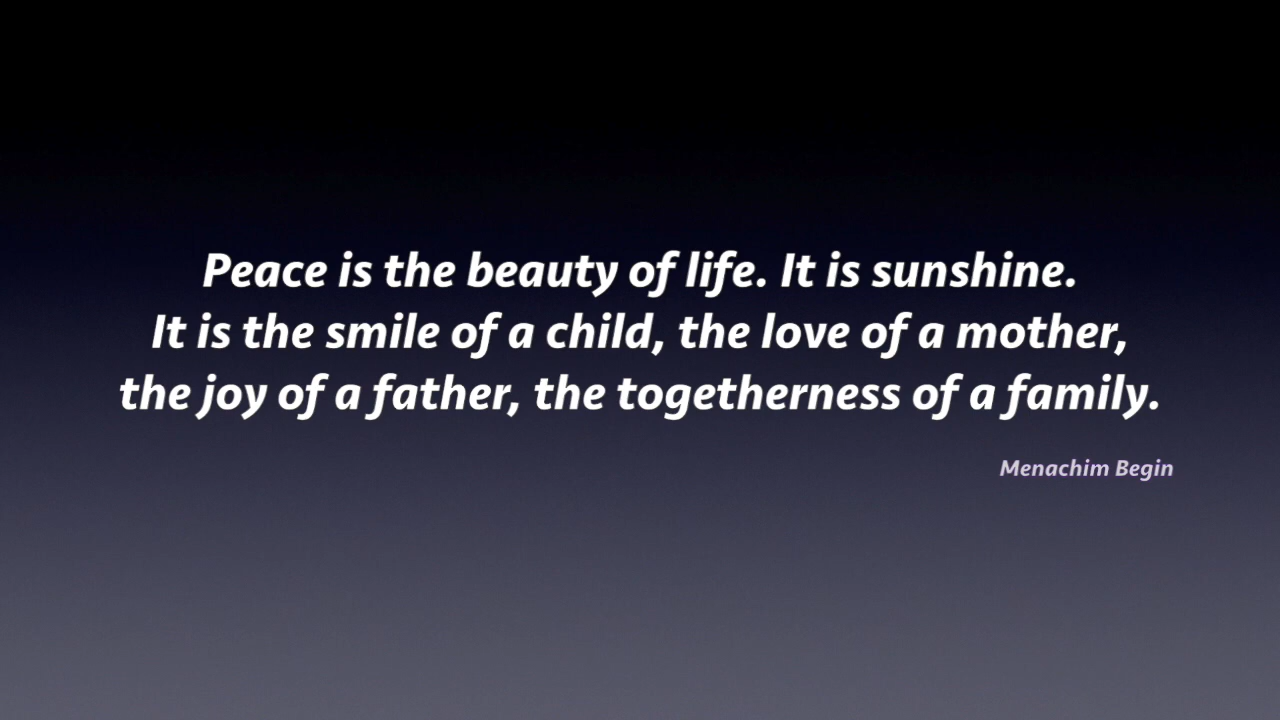 Peace is the beauty of life. It is sunshine.
It is the smile of a child, the love of a mother,
the joy of a father, the togetherness of a family.
Menachim Begin